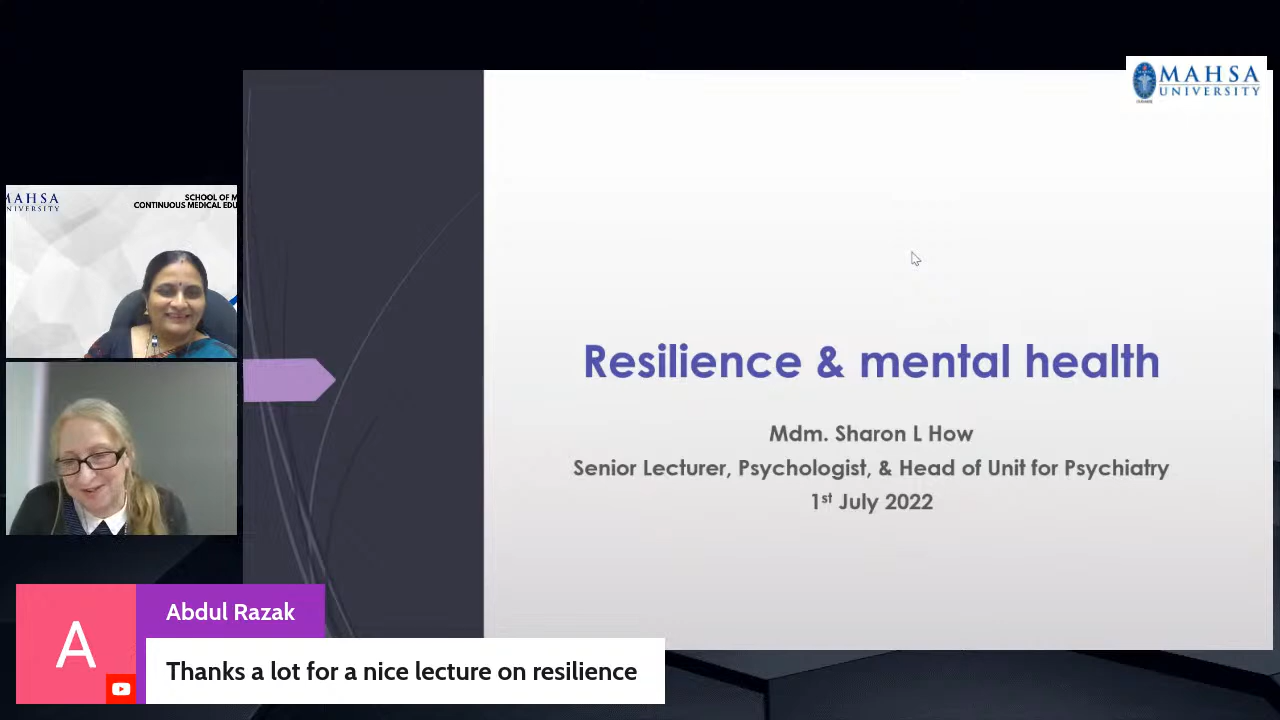 MAHSA
UNIVERSITY
MAHSA
UNIVERSITY
SCHOOL OF M
CONTINUOUS MEDICAL EDU
Resilience & mental health
Mdm. Sharon L How
Senior Lecturer, Psychologist, & Head of Unit for Psychiatry
1st July 2022
A
Abdul Razak
Thanks a lot for a nice lecture on resilience